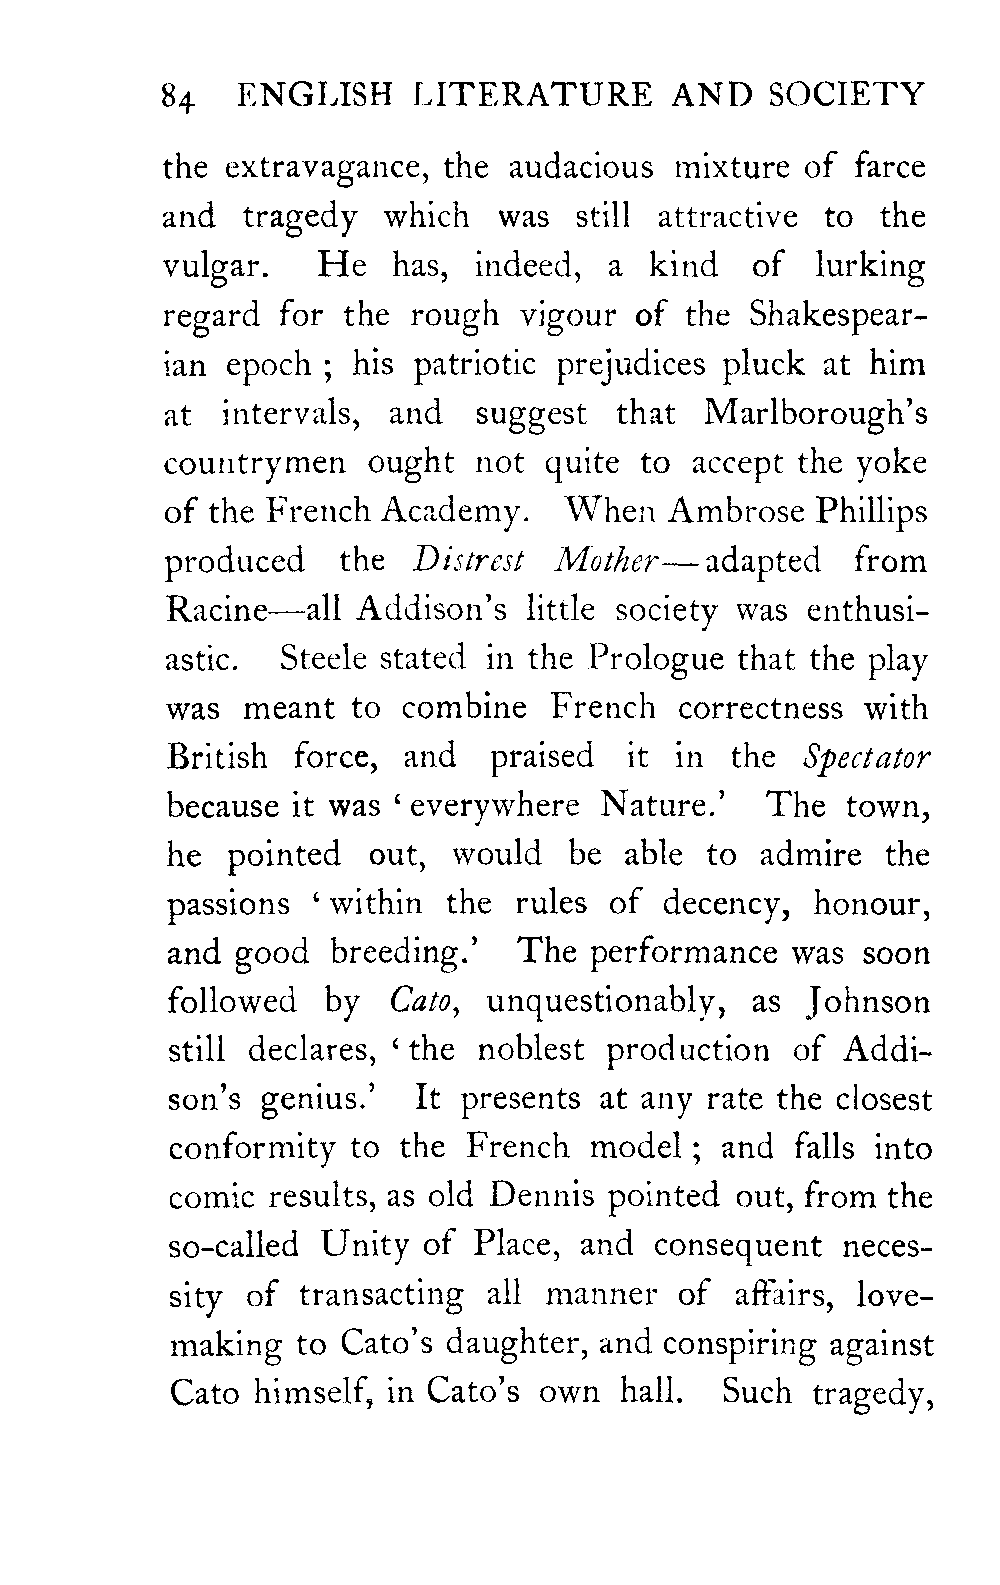 84 ENGLISH LITERATURE AND SOCIETY
the extravagance, the audacious mixture of farce
and tragedy which was still attractive to the
vulgar. He has, indeed, a kind of lurking
regard for the rough vigour of the Shakespear-
ian epoch ; his patriotic prejudices pluck at him
at intervals, and suggest that Marlborough's
countrymen ought not quite to accept the yoke
of the French Academy. When Ambrose Phillips
produced the Distrest Mother—adapted from
Racine—all Addison's little society was enthusi-
astic. Steele stated in the Prologue that the play
was meant to combine French correctness with
British force, and praised it in the Spectator
because it was ‘ everywhere Nature.’ The town,
he pointed out, would be able to admire the
passions ‘ within the rules of decency, honour,
and good breeding.’ The performance was soon
followed by Cato, unquestionably, as Johnson
still declares, ‘ the noblest production of Addi-
son's genius.’ It presents at any rate the closest
conformity to the French model ; and falls into
comic results, as old Dennis pointed out, from the
so-called Unity of Place, and consequent neces-
sity of transacting all manner of affairs, love-
making to Cato's daughter, and conspiring against
Cato himself, in Cato's own hall. Such tragedy,